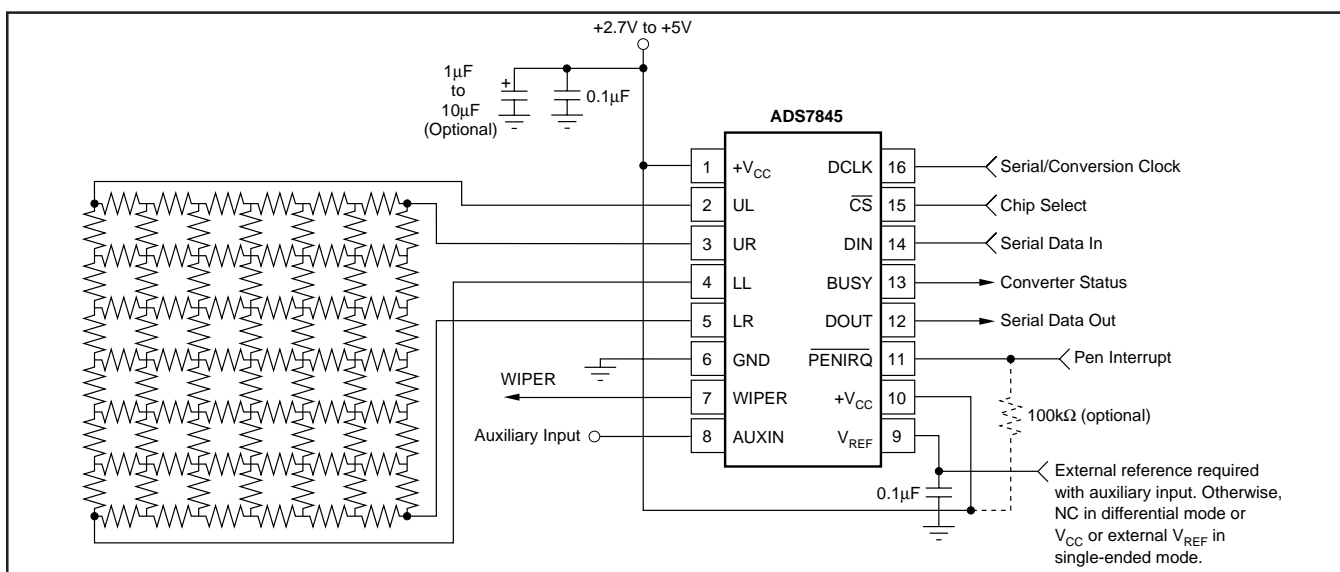 +2.7V to +5V
1µF
to
10µF
(Optional)
+
0.1µF
ADS7845
1 +VCC DCLK 16 Serial/Conversion Clock
2 UL CS 15 Chip Select
3 UR DIN 14 Serial Data In
4 LL BUSY 13 Converter Status
5 LR DOUT 12 Serial Data Out
6 GND PENIRQ 11 Pen Interrupt
WIPER
7 WIPER +VCC 10
100kΩ (optional)
Auxiliary Input 8 AUXIN VREF 9
0.1µF
External reference required
with auxiliary input. Otherwise,
NC in differential mode or
VCC or external VREF in
single-ended mode.